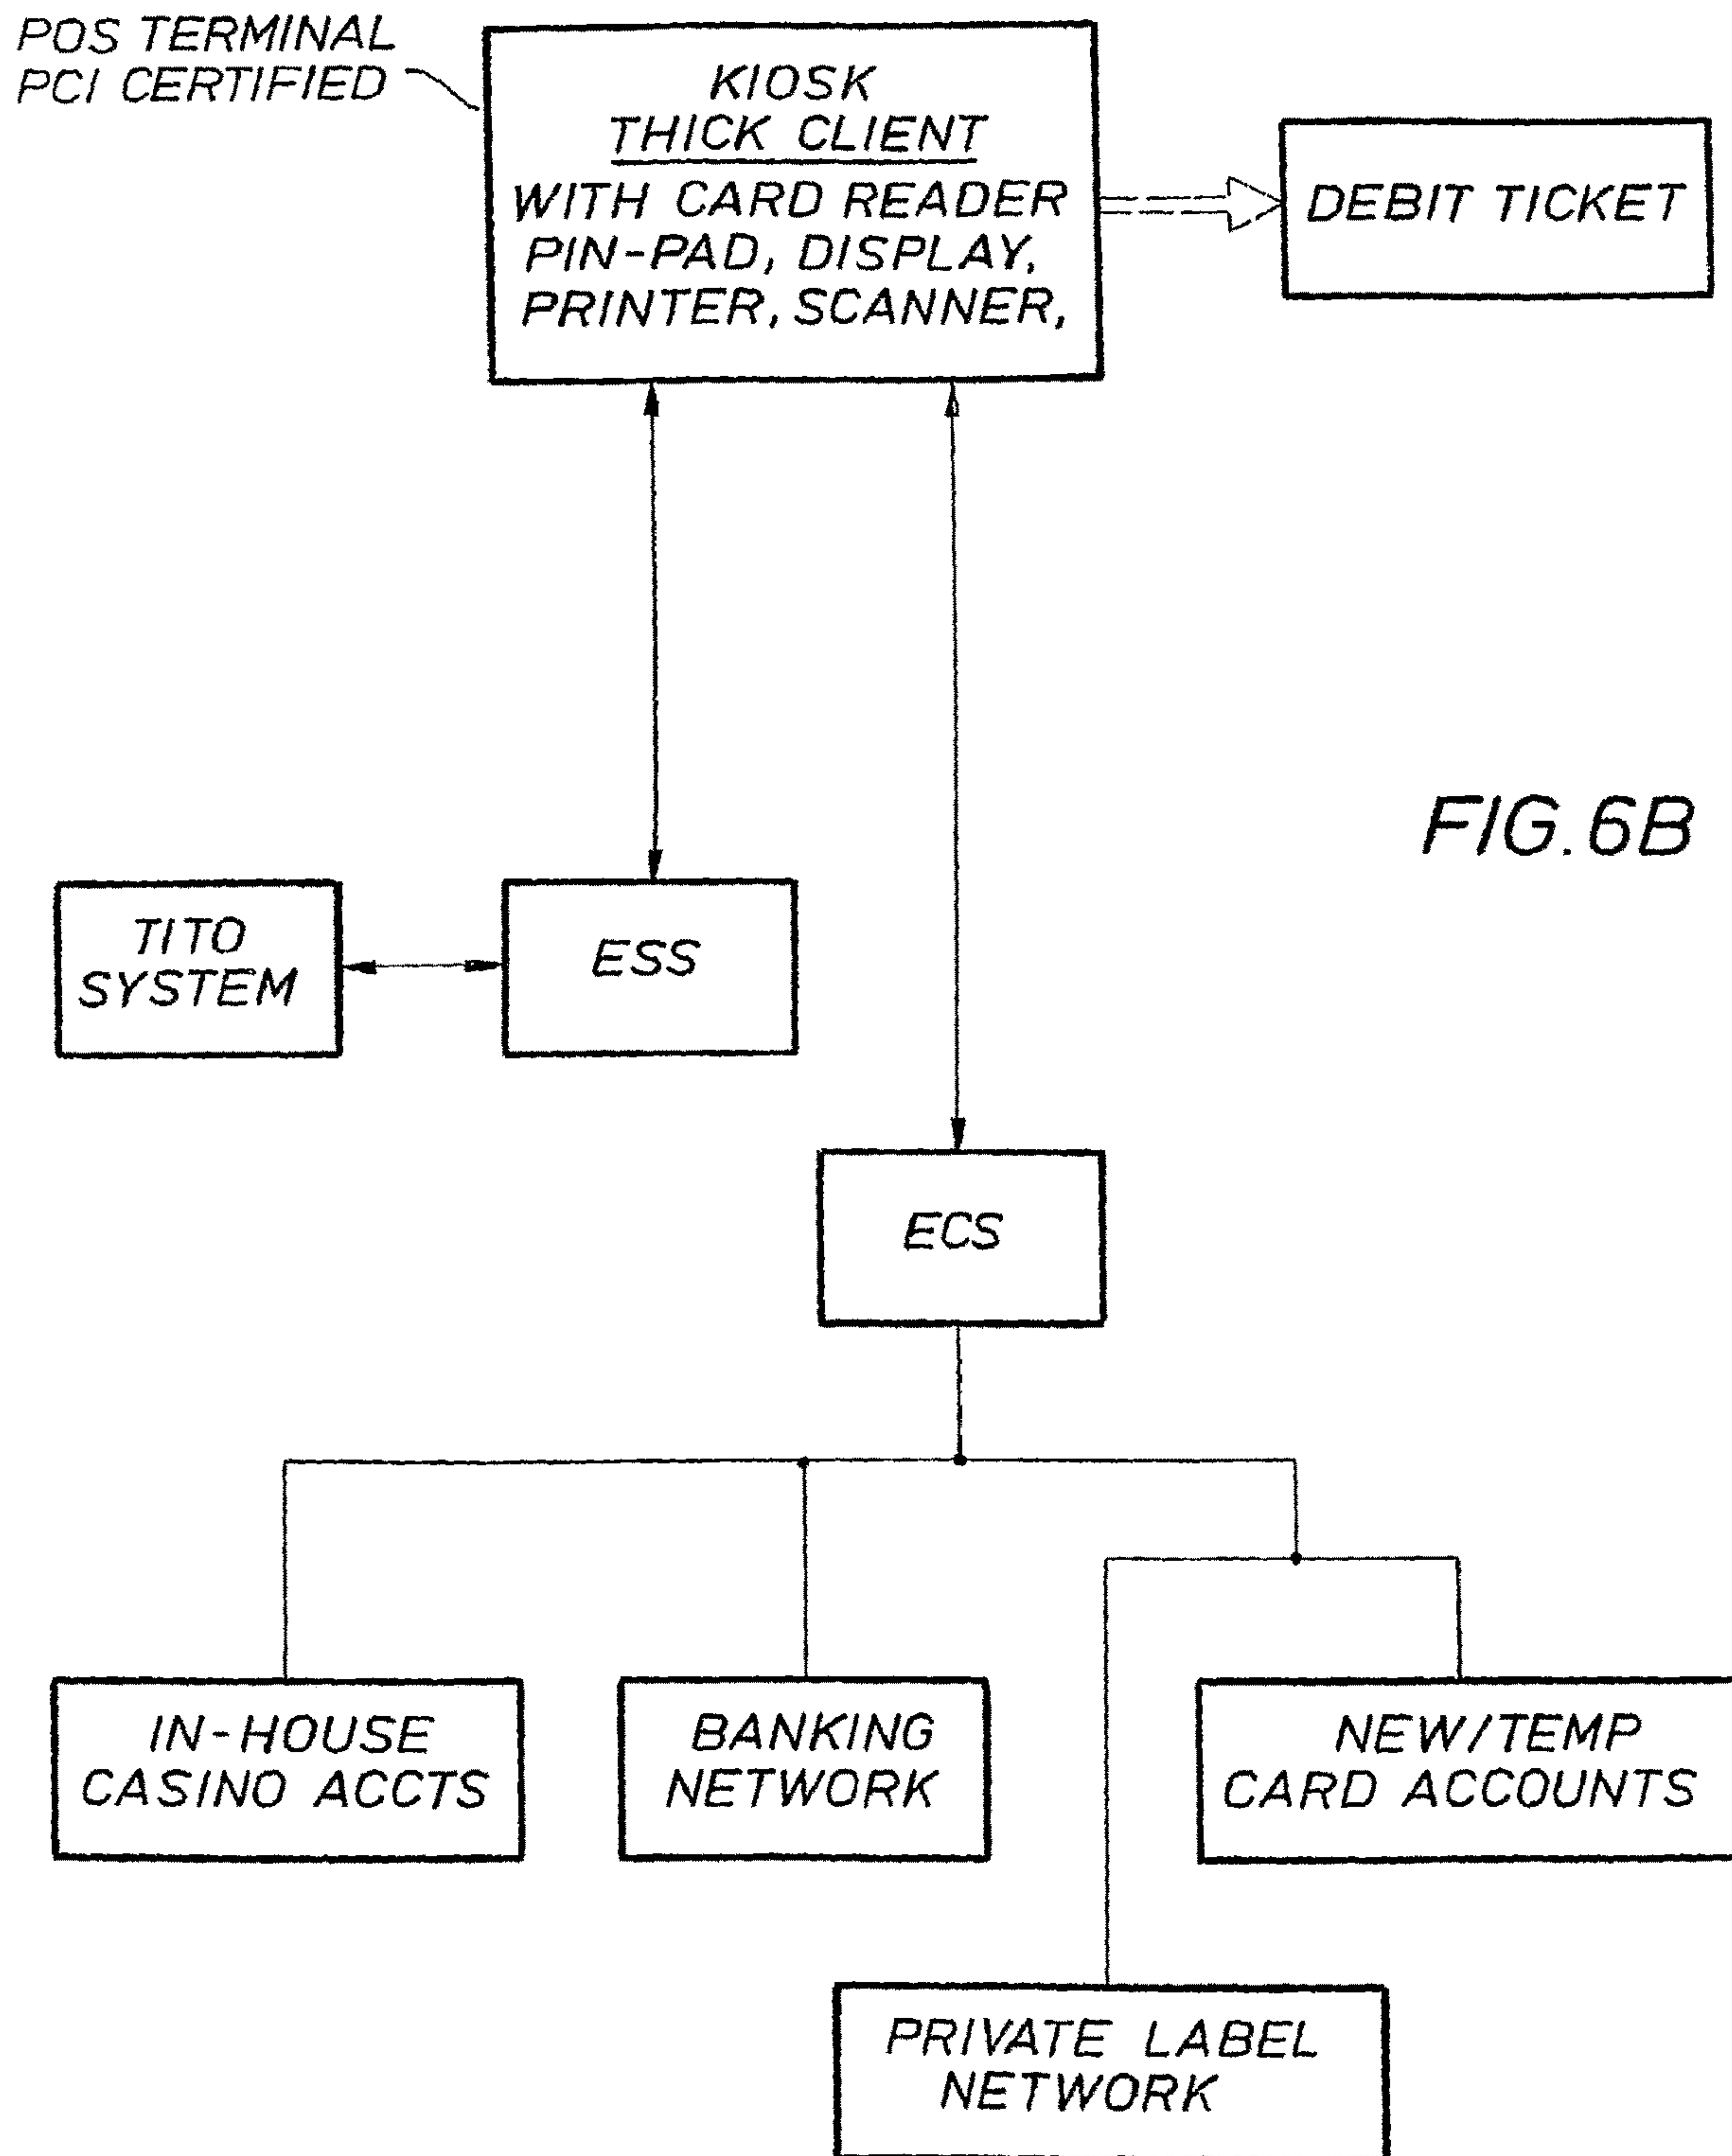 POS TERMINAL
PCI CERTIFIED
KIOSK
THICK CLIENT
WITH CARD READER
PIN-PAD, DISPLAY,
PRINTER, SCANNER,
DEBIT TICKET
FIG. 6B
TITO
SYSTEM
ESS
ECS
IN-HOUSE
CASINO ACCTS
BANKING
NETWORK
NEW/TEMP
CARD ACCOUNTS
PRIVATE LABEL
NETWORK